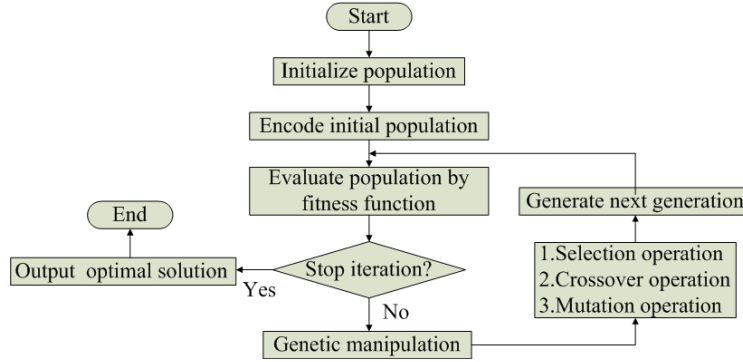 Start
Initialize population
Encode initial population
Evaluate population by
fitness function
Stop iteration?
Yes
Output optimal solution
End
No
Genetic manipulation
1.Selection operation
2.Crossover operation
3.Mutation operation
Generate next generation